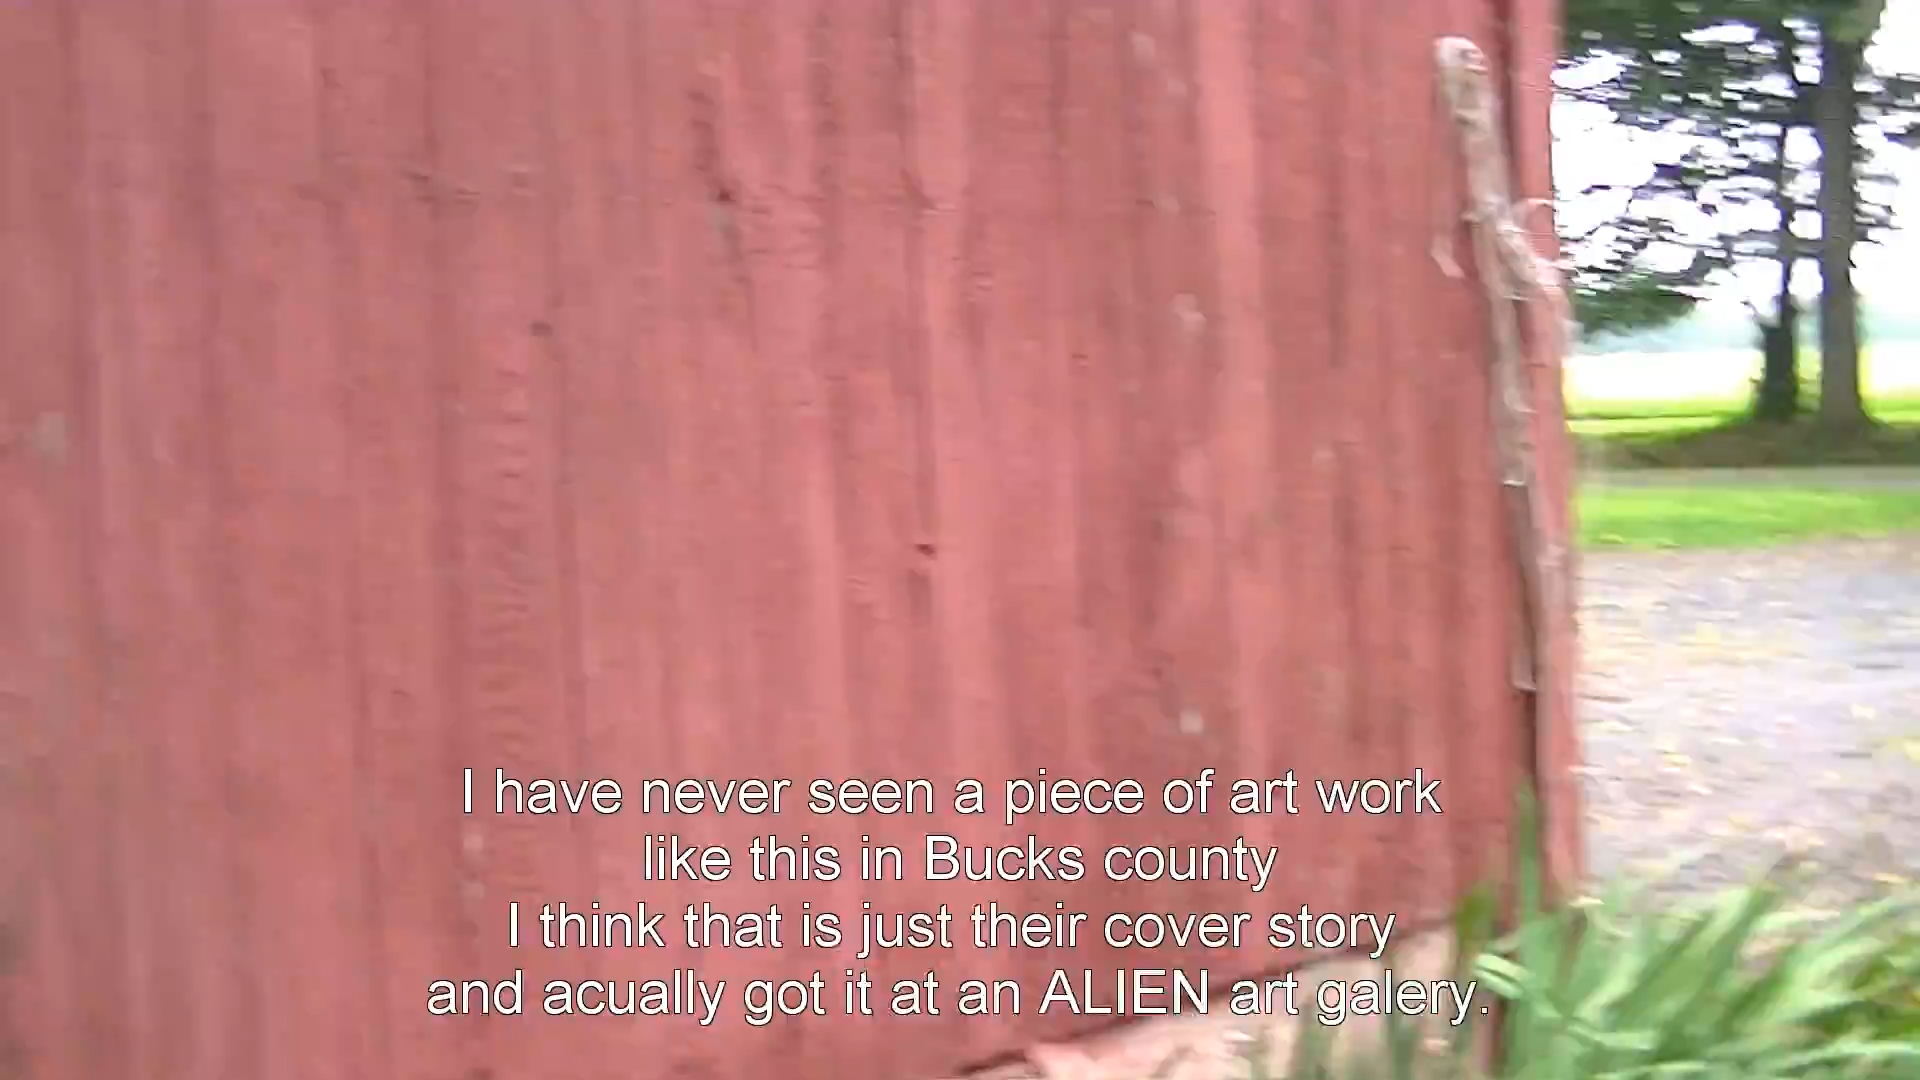 I have never seen a piece of art work
like this in Bucks county
I think that is just their cover story
and acually got it at an ALIEN art galery.